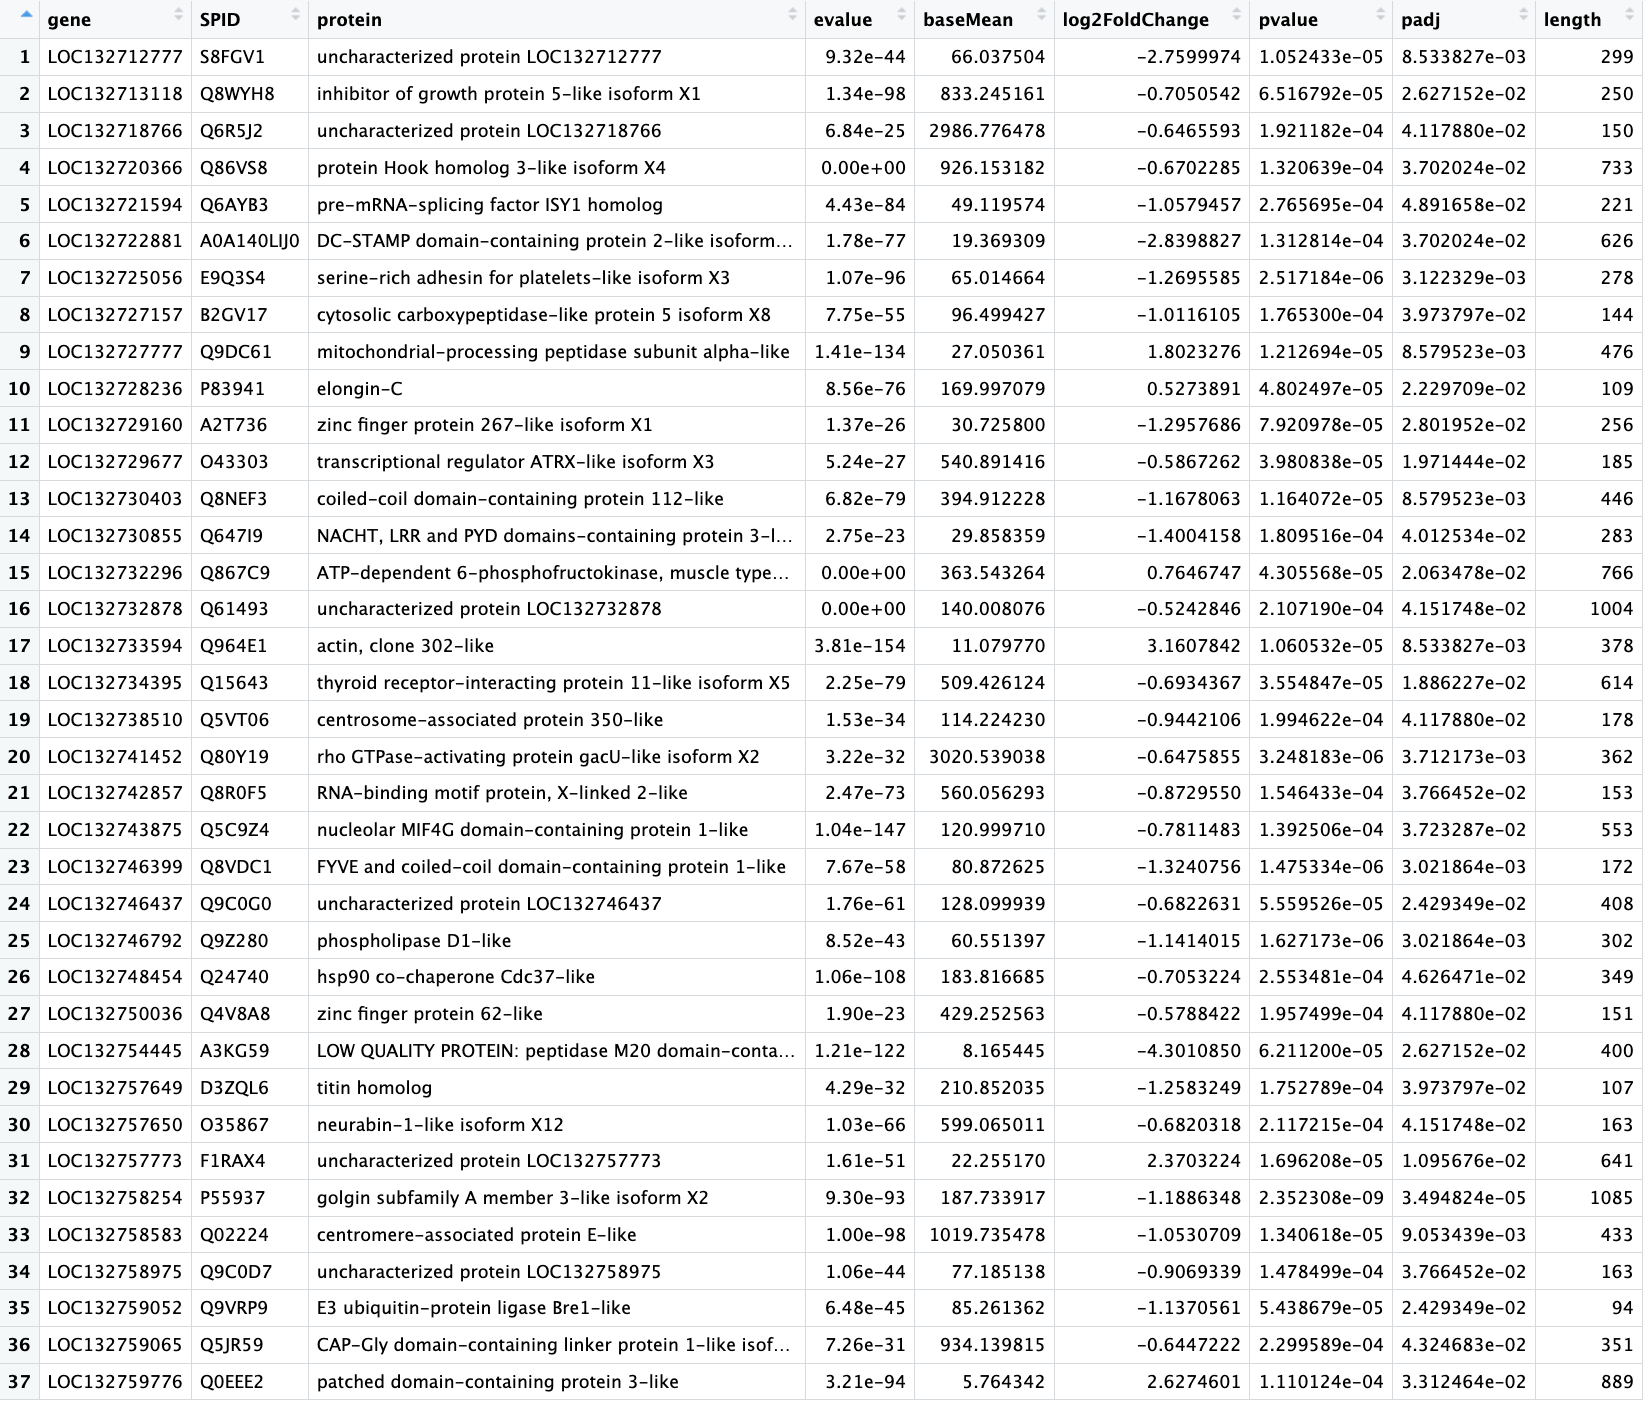 gene SPID protein evalue baseMean log2FoldChange pvalue padj length
1 LOC132712777 S8FGV1 uncharacterized protein LOC132712777 9.32e-44 66.037504 -2.7599974 1.052433e-05 8.533827e-03 299
2 LOC132713118 Q8WYH8 inhibitor of growth protein 5-like isoform X1 1.34e-98 833.245161 -0.7050542 6.516792e-05 2.627152e-02 250
3 LOC132718766 Q6R5J2 uncharacterized protein LOC132718766 6.84e-25 2986.776478 -0.6465593 1.921182e-04 4.117880e-02 150
4 LOC132720366 Q86VS8 protein Hook homolog 3-like isoform X4 0.00e+00 926.153182 -0.6702285 1.320639e-04 3.702024e-02 733
5 LOC132721594 Q6AYB3 pre-mRNA-splicing factor ISY1 homolog 4.43e-84 49.119574 -1.0579457 2.765695e-04 4.891658e-02 221
6 LOC132722881 A0A140LIJ0 DC-STAMP domain-containing protein 2-like isoform... 1.78e-77 19.369309 -2.8398827 1.312814e-04 3.702024e-02 626
7 LOC132725056 E9Q3S4 serine-rich adhesin for platelets-like isoform X3 1.07e-96 65.014664 -1.2695585 2.517184e-06 3.122329e-03 278
8 LOC132727157 B2GV17 cytosolic carboxypeptidase-like protein 5 isoform X8 7.75e-55 96.499427 -1.0116105 1.765300e-04 3.973797e-02 144
9 LOC132727777 Q9DC61 mitochondrial-processing peptidase subunit alpha-like 1.41e-134 27.050361 1.8023276 1.212694e-05 8.579523e-03 476
10 LOC132728236 P83941 elongin-C 8.56e-76 169.997079 0.5273891 4.802497e-05 2.229709e-02 109
11 LOC132729160 A2T736 zinc finger protein 267-like isoform X1 1.37e-26 30.725800 -1.2957686 7.920978e-05 2.801952e-02 256
12 LOC132729677 O43303 transcriptional regulator ATRX-like isoform X3 5.24e-27 540.891416 -0.5867262 3.980838e-05 1.971444e-02 185
13 LOC132730403 Q8NEF3 coiled-coil domain-containing protein 112-like 6.82e-79 394.912228 -1.1678063 1.164072e-05 8.579523e-03 446
14 LOC132730855 Q647I9 NACHT, LRR and PYD domains-containing protein 3-l... 2.75e-23 29.858359 -1.4004158 1.809516e-04 4.012534e-02 283
15 LOC132732296 Q867C9 ATP-dependent 6-phosphofructokinase, muscle type... 0.00e+00 363.543264 0.7646747 4.305568e-05 2.063478e-02 766
16 LOC132732878 Q61493 uncharacterized protein LOC132732878 0.00e+00 140.008076 -0.5242846 2.107190e-04 4.151748e-02 1004
17 LOC132733594 Q964E1 actin, clone 302-like 3.81e-154 11.079770 3.1607842 1.060532e-05 8.533827e-03 378
18 LOC132734395 Q15643 thyroid receptor-interacting protein 11-like isoform X5 2.25e-79 509.426124 -0.6934367 3.554847e-05 1.886227e-02 614
19 LOC132738510 Q5VT06 centrosome-associated protein 350-like 1.53e-34 114.224230 -0.9442106 1.994622e-04 4.117880e-02 178
20 LOC132741452 Q80Y19 rho GTPase-activating protein gacU-like isoform X2 3.22e-32 3020.539038 -0.6475855 3.248183e-06 3.712173e-03 362
21 LOC132742857 Q8R0F5 RNA-binding motif protein, X-linked 2-like 2.47e-73 560.056293 -0.8729550 1.546433e-04 3.766452e-02 153
22 LOC132743875 Q5C9Z4 nucleolar MIF4G domain-containing protein 1-like 1.04e-147 120.999710 -0.7811483 1.392506e-04 3.723287e-02 553
23 LOC132746399 Q8VDC1 FYVE and coiled-coil domain-containing protein 1-like 7.67e-58 80.872625 -1.3240756 1.475334e-06 3.021864e-03 172
24 LOC132746437 Q9C0G0 uncharacterized protein LOC132746437 1.76e-61 128.099939 -0.6822631 5.559526e-05 2.429349e-02 408
25 LOC132746792 Q9Z280 phospholipase D1-like 8.52e-43 60.551397 -1.1414015 1.627173e-06 3.021864e-03 302
26 LOC132748454 Q24740 hsp90 co-chaperone Cdc37-like 1.06e-108 183.816685 -0.7053224 2.553481e-04 4.626471e-02 349
27 LOC132750036 Q4V8A8 zinc finger protein 62-like 1.90e-23 429.252563 -0.5788422 1.957499e-04 4.117880e-02 151
28 LOC132754445 A3KG59 LOW QUALITY PROTEIN: peptidase M20 domain-conta... 1.21e-122 8.165445 -4.3010850 6.211200e-05 2.627152e-02 400
29 LOC132757649 D3ZQL6 titin homolog 4.29e-32 210.852035 -1.2583249 1.752789e-04 3.973797e-02 107
30 LOC132757650 O35867 neurabin-1-like isoform X12 1.03e-66 599.065011 -0.6820318 2.117215e-04 4.151748e-02 163
31 LOC132757773 F1RAX4 uncharacterized protein LOC132757773 1.61e-51 22.255170 2.3703224 1.696208e-05 1.095676e-02 641
32 LOC132758254 P55937 golgin subfamily A member 3-like isoform X2 9.30e-93 187.733917 -1.1886348 2.352308e-09 3.494824e-05 1085
33 LOC132758583 Q02224 centromere-associated protein E-like 1.00e-98 1019.735478 -1.0530709 1.340618e-05 9.053439e-03 433
34 LOC132758975 Q9C0D7 uncharacterized protein LOC132758975 1.06e-44 77.185138 -0.9069339 1.478499e-04 3.766452e-02 163
35 LOC132759052 Q9VRP9 E3 ubiquitin-protein ligase Bre1-like 6.48e-45 85.261362 -1.1370561 5.438679e-05 2.429349e-02 94
36 LOC132759065 Q5JR59 CAP-Gly domain-containing linker protein 1-like isof... 7.26e-31 934.139815 -0.6447222 2.299589e-04 4.324683e-02 351
37 LOC132759776 Q0EEE2 patched domain-containing protein 3-like 3.21e-94 5.764342 2.6274601 1.110124e-04 3.312464e-02 889